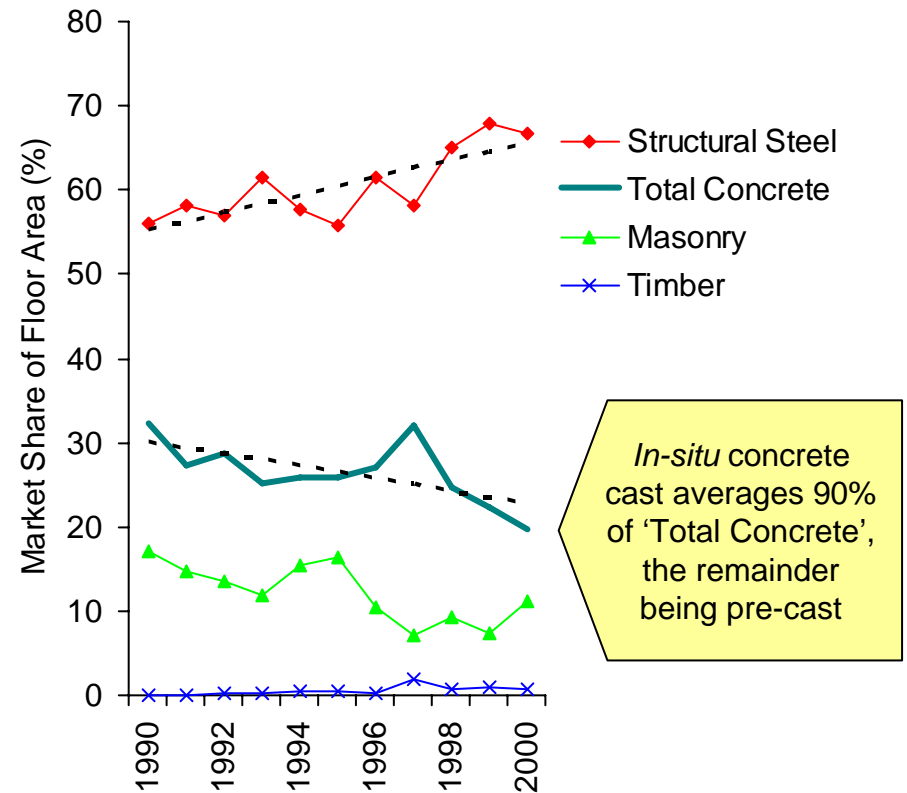 80
70
60
50
40
30
20
10
0
Market Share of Floor Area (%)
1990
1992
1994
1996
1998
2000
Structural Steel
Total Concrete
Masonry
Timber
In-situ concrete
cast averages 90%
of ‘Total Concrete’,
the remainder
being pre-cast